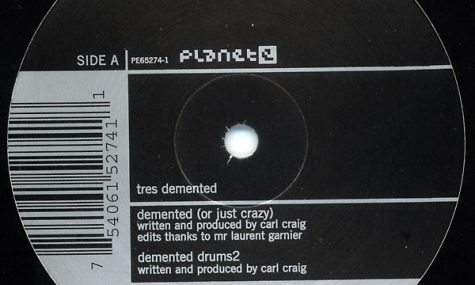 SIDE A
PE65274-1
planet e
tres demented
demented (or just crazy)
written and produced by carl craig
edits thanks to mr laurent garnier
demented drums2
written and produced by carl craig
7 54061 52741 1